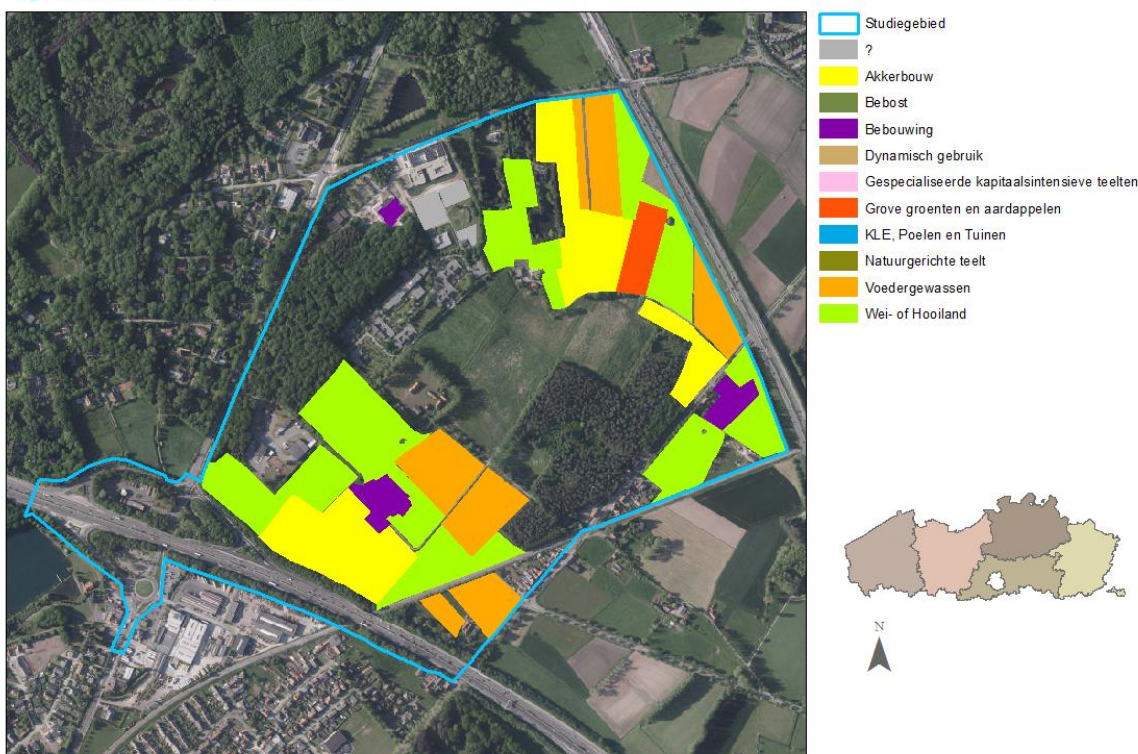 Studiegebied
?
Akkerbouw
Bebost
Bebouwing
Dynamisch gebruik
Gespecialiseerde kapitaalsintensieve teelten
Grove groenten en aardappelen
KLE, Poelen en Tuinen
Natuurgerichte teelt
Voedergewassen
Wei- of Hooiland
N